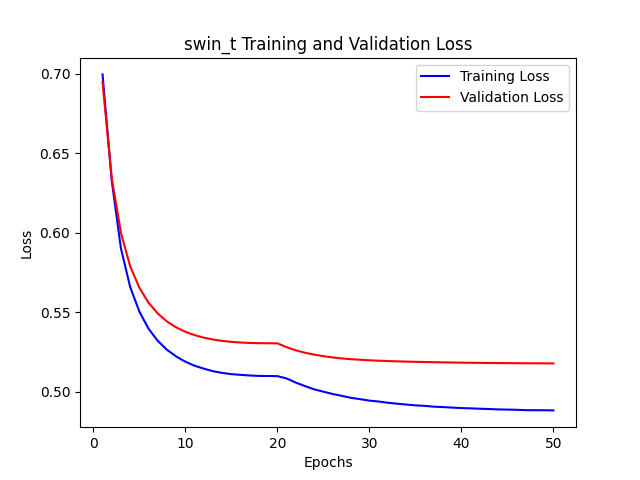 swin_t Training and Validation Loss
Training Loss
Validation Loss
0.70
0.65
0.60
0.55
0.50
Loss
0
10
20
30
40
50
Epochs